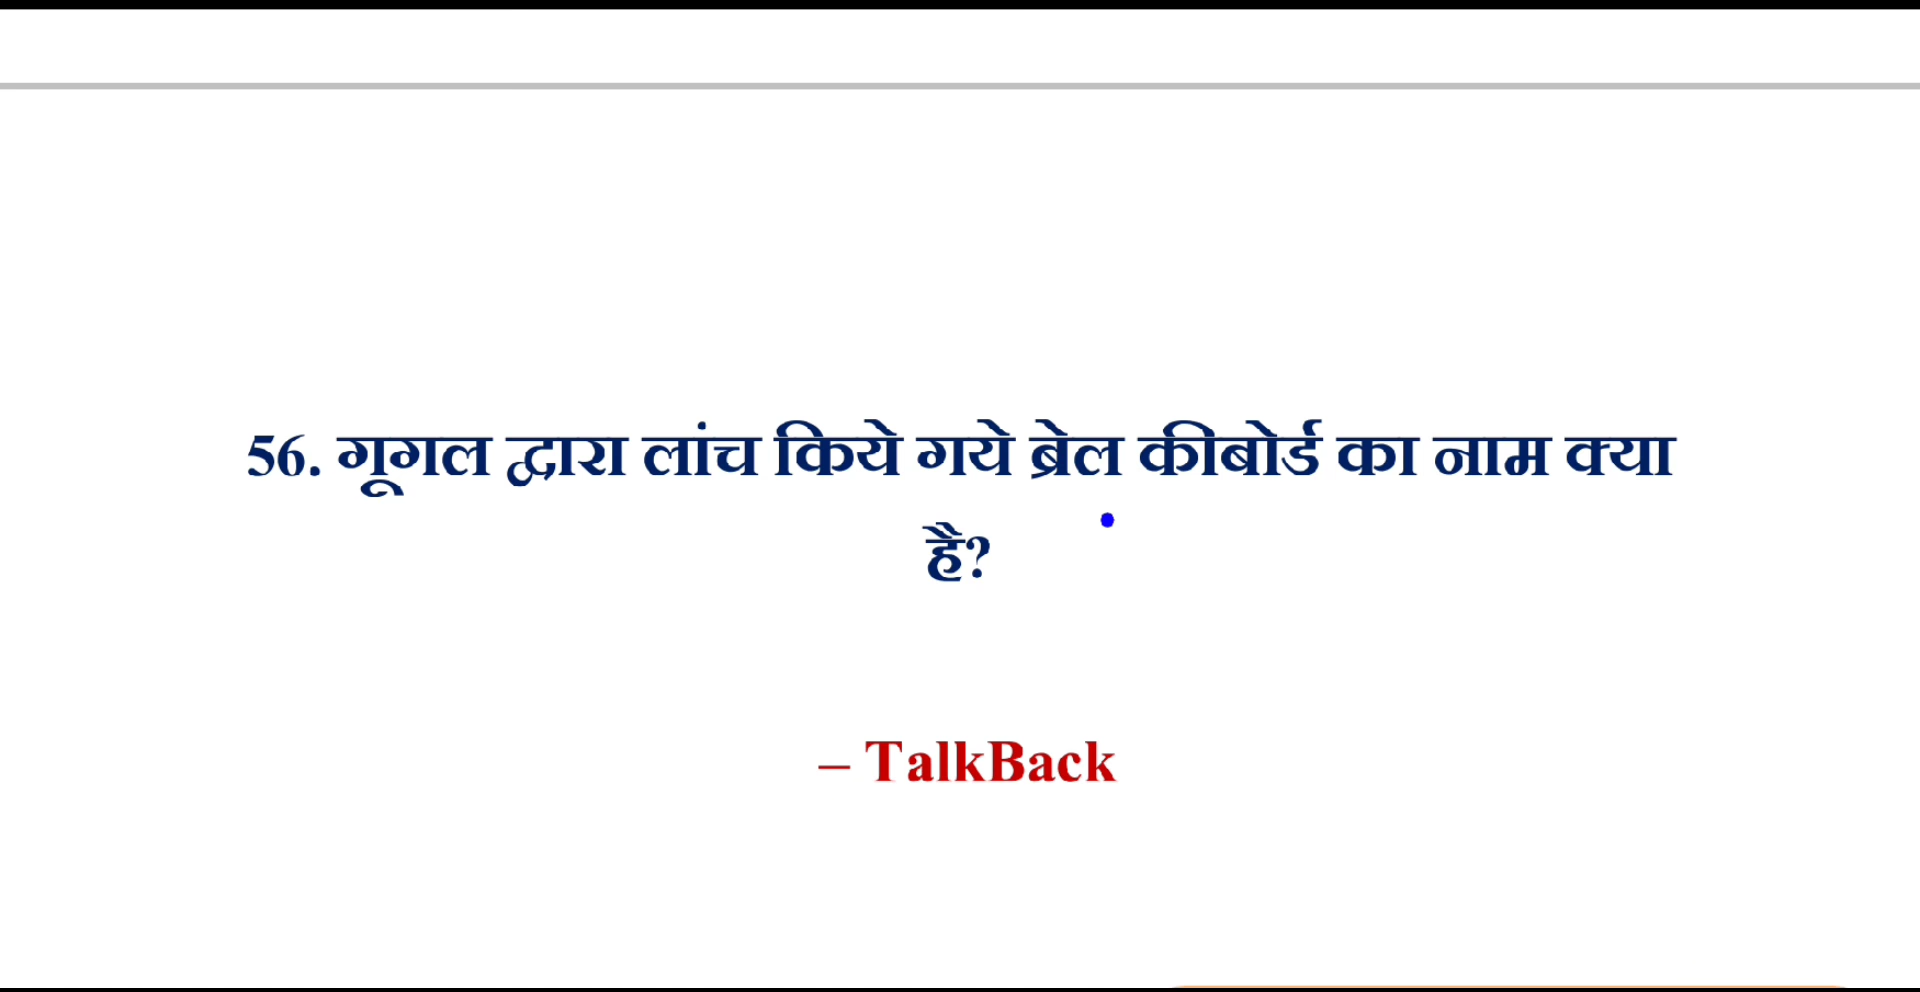 56. गूगल द्वारा लांच किये गये ब्रेल कीबोर्ड का नाम क्या
है?
– TalkBack